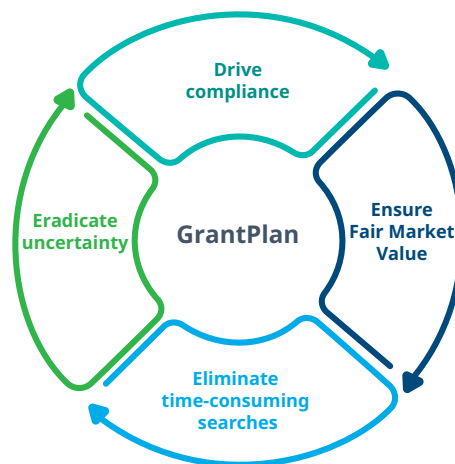 Drive
compliance
Ensure
Fair Market
Value
GrantPlan
Eradicate
uncertainty
Eliminate
time-consuming
searches